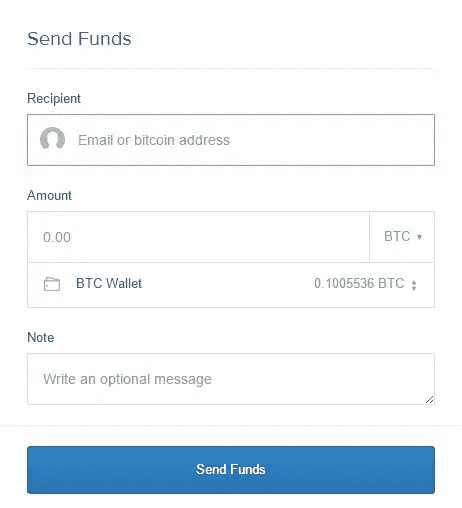 Send Funds
Recipient
Email or bitcoin address
Amount
0.00 BTC
BTC Wallet 0.1005536 BTC
Note
Write an optional message
Send Funds